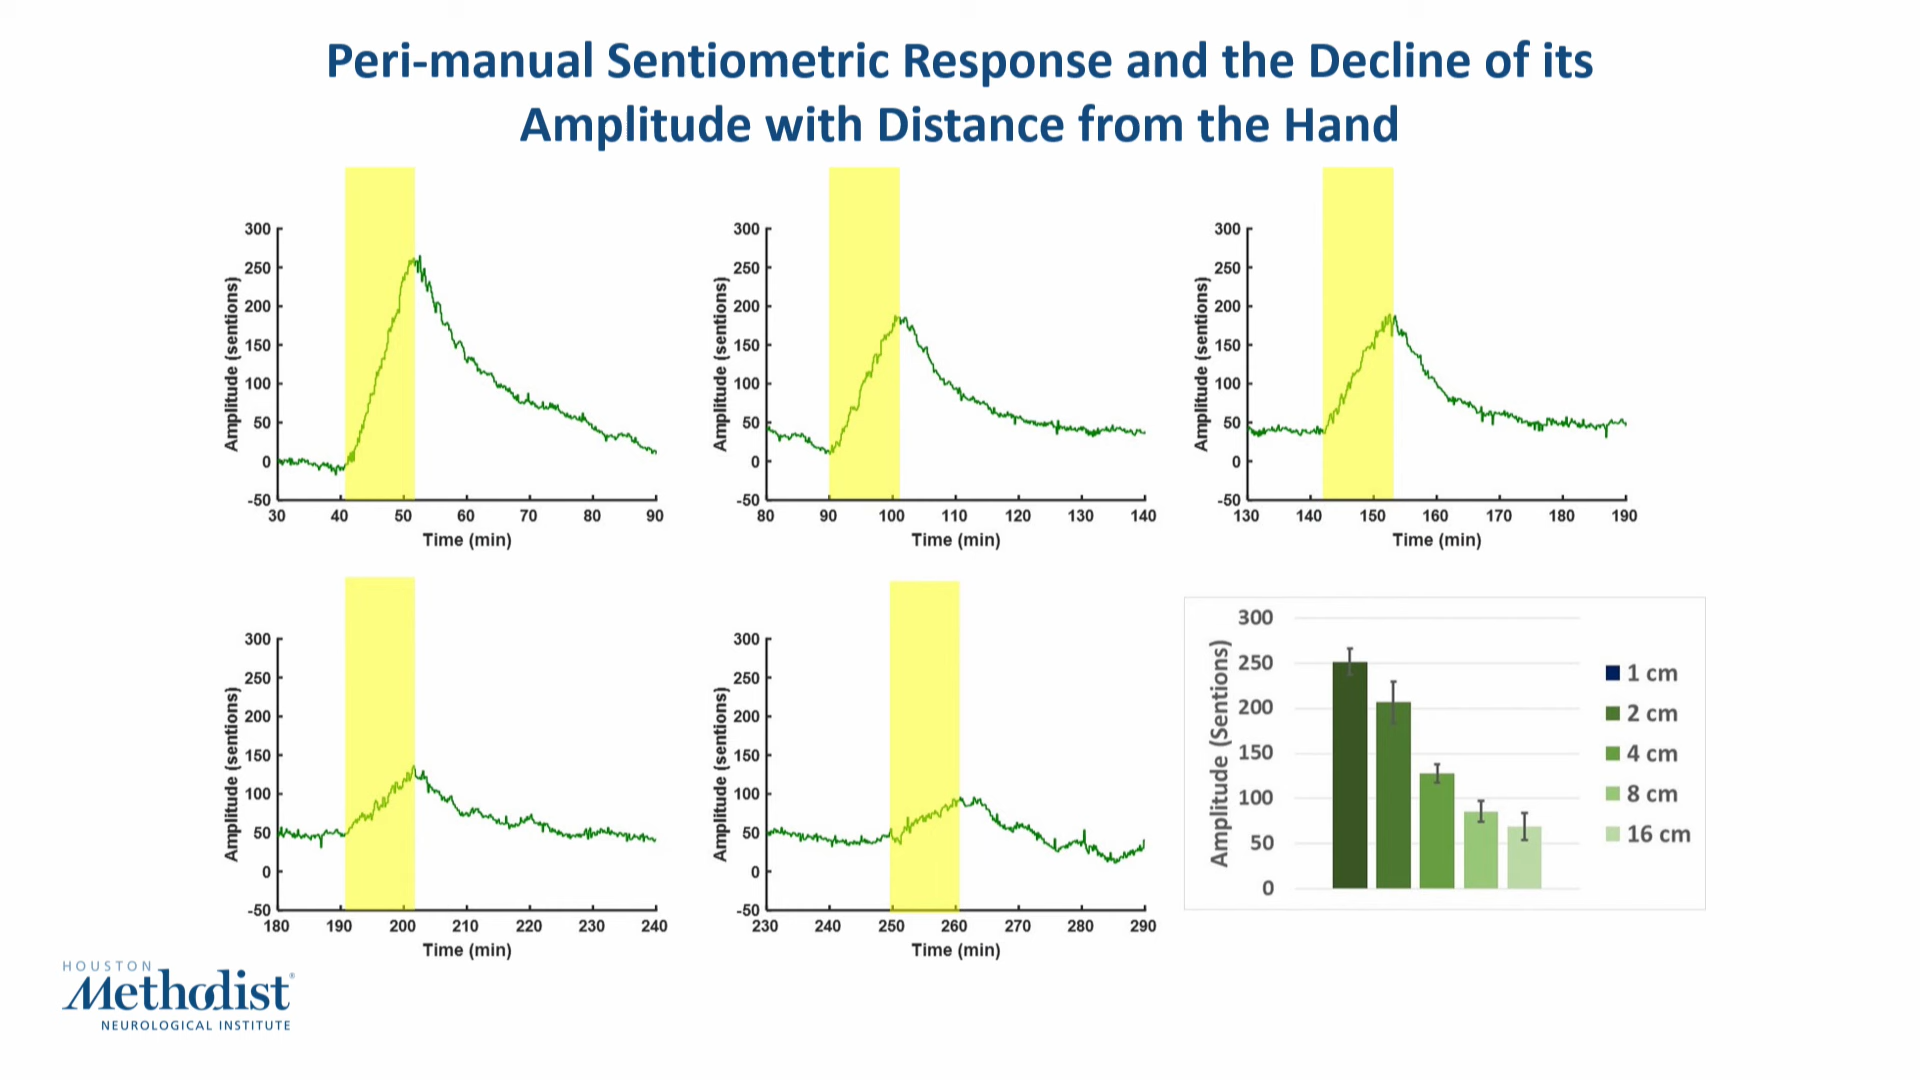 Peri-manual Sentiometric Response and the Decline of its
Amplitude with Distance from the Hand
300
250
200
150
100
50
0
-50
Amplitude (sentions)
30 40 50 60 70 80 90
Time (min)
300
250
200
150
100
50
0
-50
Amplitude (sentions)
80 90 100 110 120 130 140
Time (min)
300
250
200
150
100
50
0
-50
Amplitude (sentions)
130 140 150 160 170 180 190
Time (min)
300
250
200
150
100
50
0
-50
Amplitude (sentions)
180 190 200 210 220 230 240
Time (min)
300
250
200
150
100
50
0
-50
Amplitude (sentions)
230 240 250 260 270 280 290
Time (min)
300
250
200
150
100
50
0
Amplitude (Sentions)
1 cm
2 cm
4 cm
8 cm
16 cm
HOUSTON
Methodist®
NEUROLOGICAL INSTITUTE